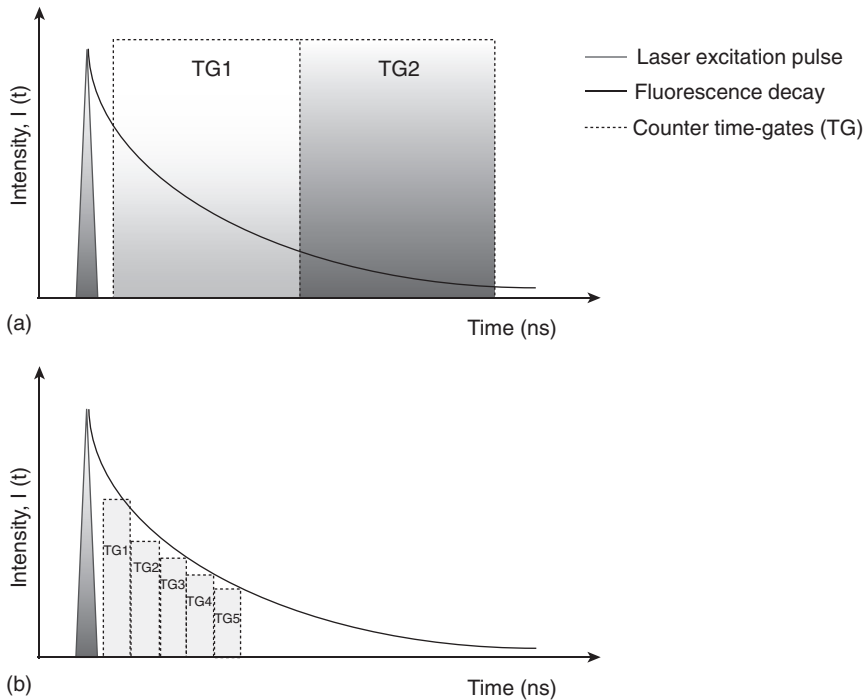 Intensity, I (t)
TG1
TG2
Laser excitation pulse
Fluorescence decay
Counter time-gates (TG)
Time (ns)
(a)
Intensity, I (t)
TG1
TG2
TG3
TG4
TG5
Time (ns)
(b)